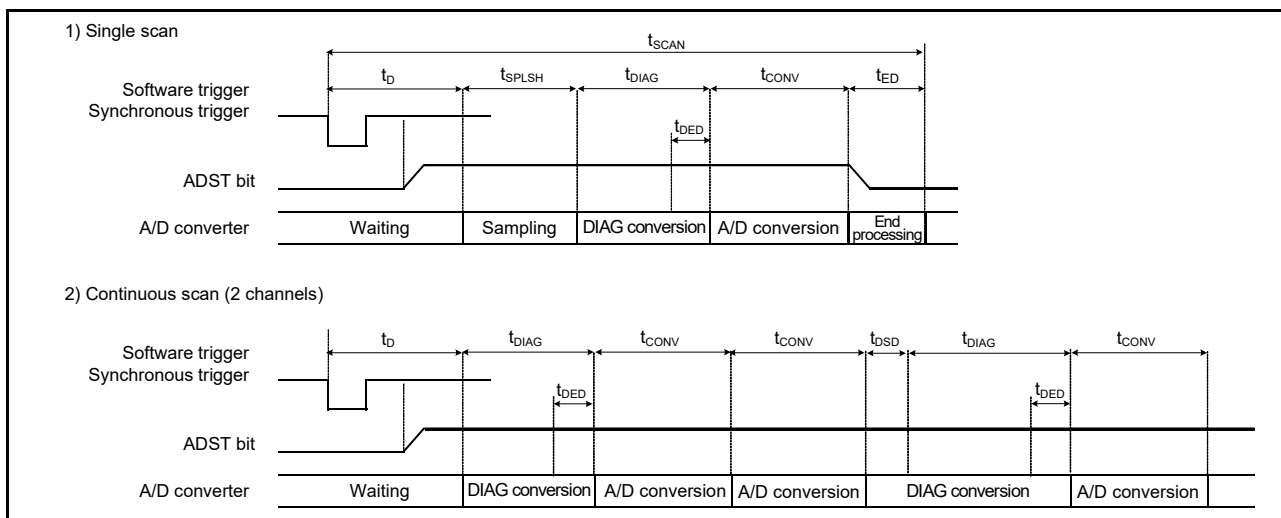 1) Single scan
tSCAN
tD tSPLSH tDIAG tCONV tED
Software trigger
Synchronous trigger
tDED
ADST bit
A/D converter Waiting Sampling DIAG conversion A/D conversion End processing
2) Continuous scan (2 channels)
tD tDIAG tCONV tCONV tDSD tDIAG tCONV
Software trigger
Synchronous trigger
tDED tDED
ADST bit
A/D converter Waiting DIAG conversion A/D conversion A/D conversion DIAG conversion A/D conversion